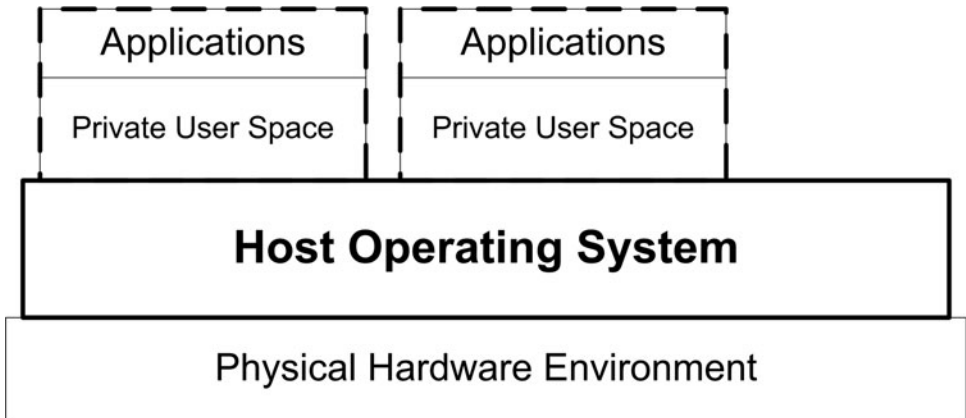 Applications
Applications
Private User Space
Private User Space
Host Operating System
Physical Hardware Environment